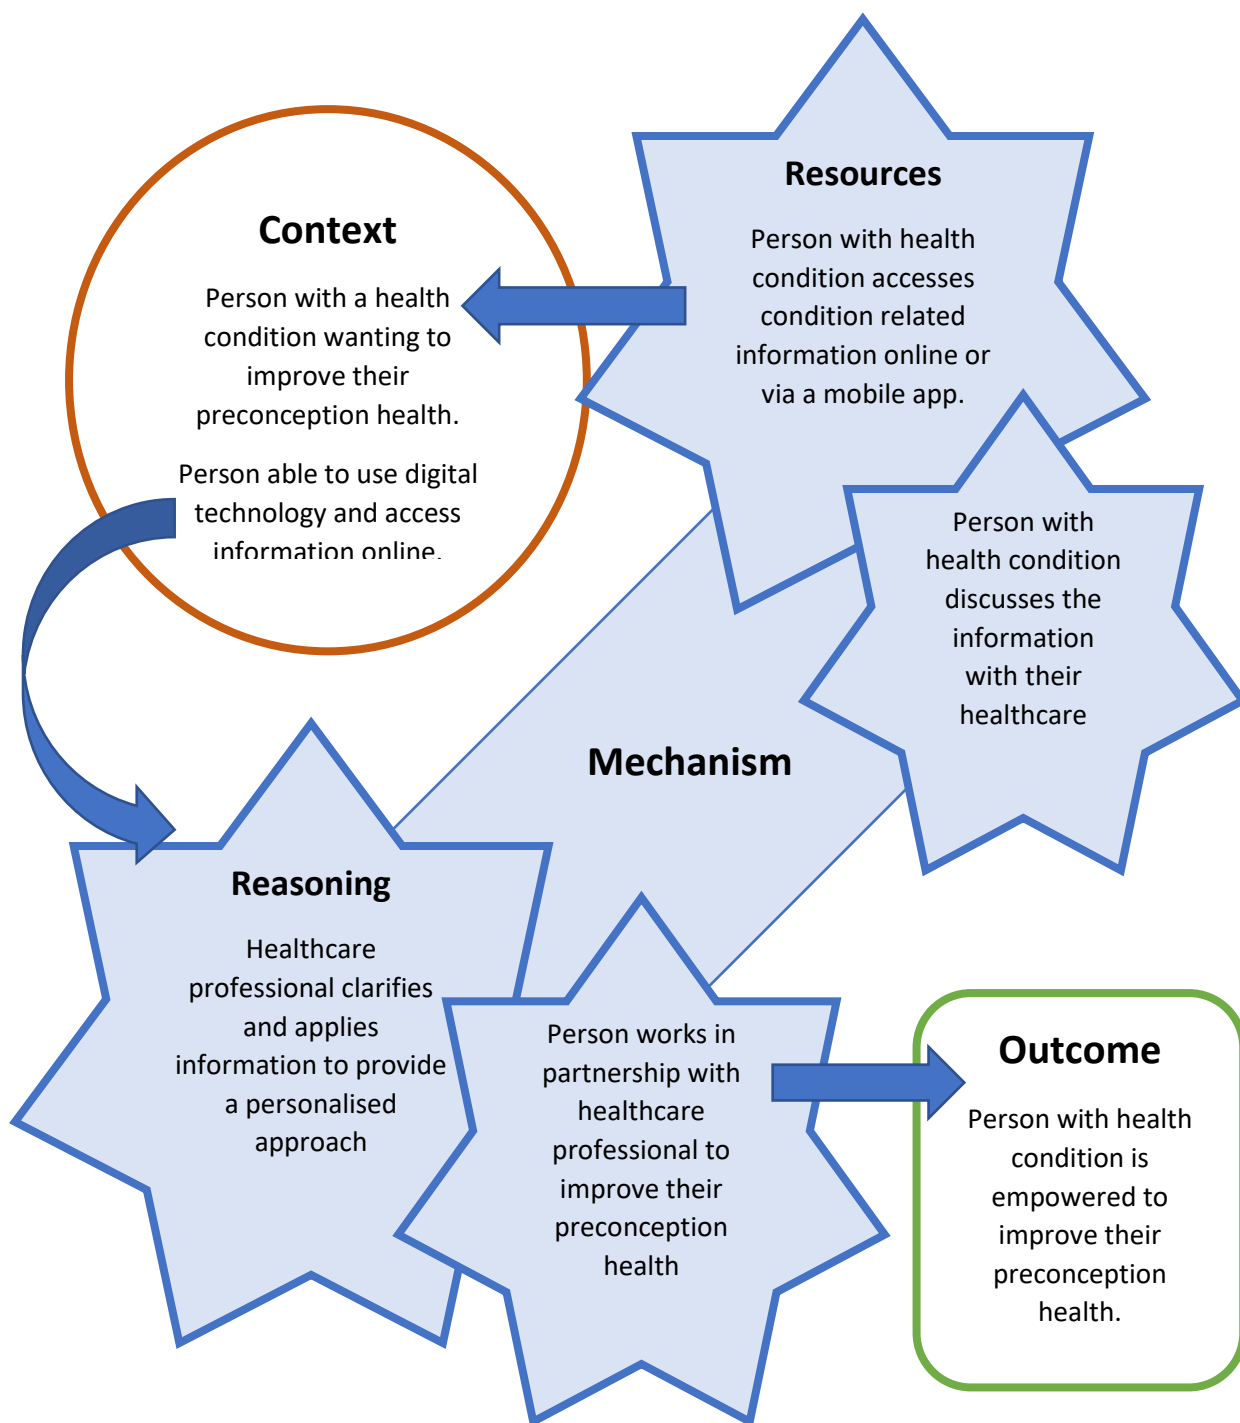 Context
Person with a health
condition wanting to
improve their
preconception health.
Person able to use digital
technology and access
information online.
Resources
Person with health
condition accesses
condition related
information online or
via a mobile app.
Person with
health condition
discusses the
information
with their
healthcare
Mechanism
Reasoning
Healthcare
professional clarifies
and applies
information to provide
a personalised
approach
Person works in
partnership with
healthcare
professional to
improve their
preconception
health
Outcome
Person with health
condition is
empowered to
improve their
preconception
health.